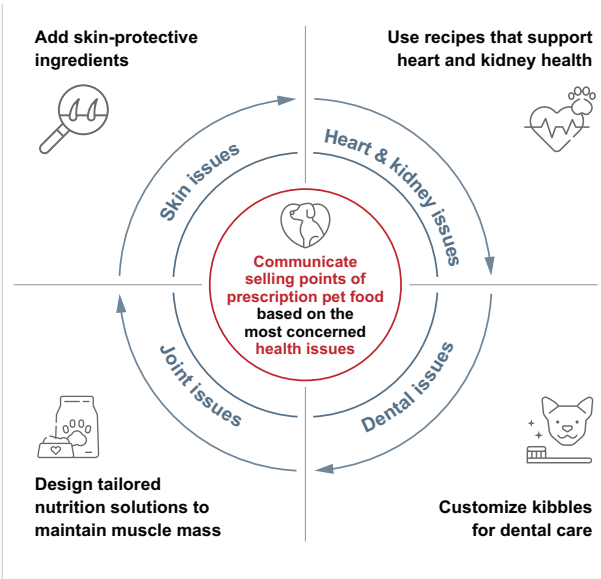 Add skin-protective
ingredients
Use recipes that support
heart and kidney health
Skin issues
Heart & kidney issues
Communicate
selling points of
prescription pet food
based on the
most concerned
health issues
Joint issues
Dental issues
Design tailored
nutrition solutions to
maintain muscle mass
Customize kibbles
for dental care